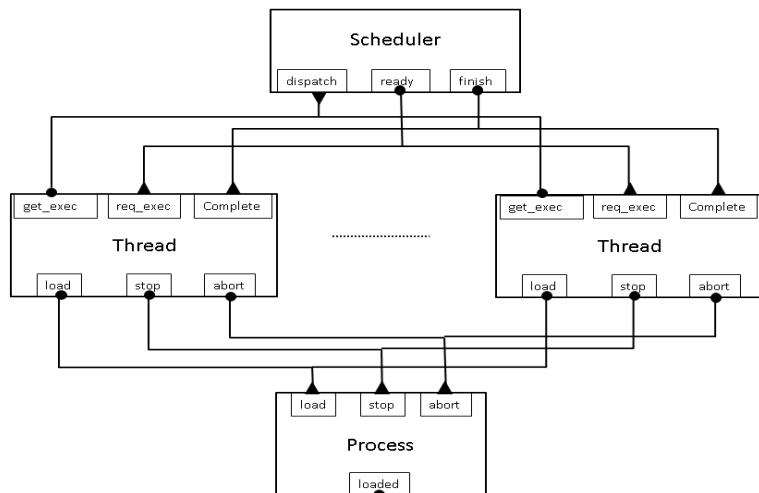 Scheduler
dispatch ready finish
get_exec req_exec Complete
get_exec req_exec Complete
Thread
Thread
load stop abort
load stop abort
load stop abort
Process
loaded